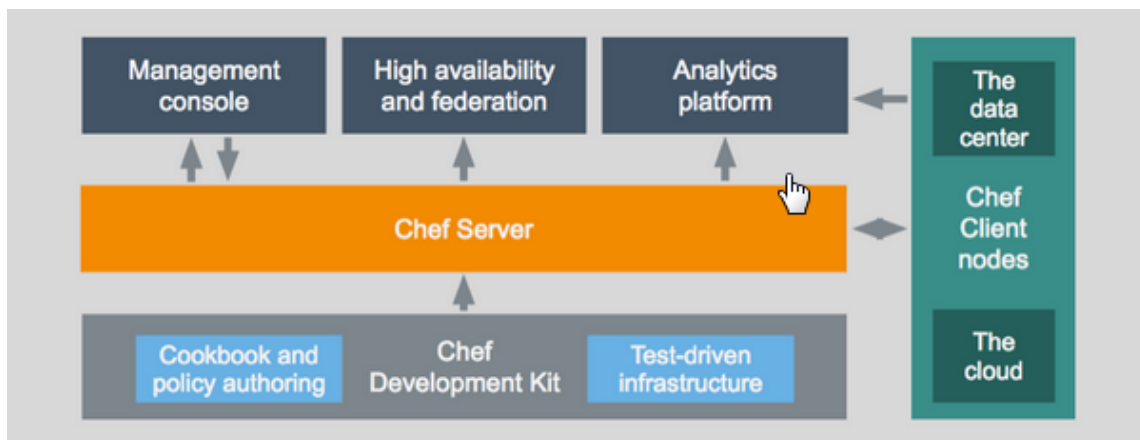 Management
console
High availability
and federation
Analytics
platform
The
data
center
Chef Server
Chef
Client
nodes
Cookbook and
policy authoring
Chef
Development Kit
Test-driven
infrastructure
The
cloud